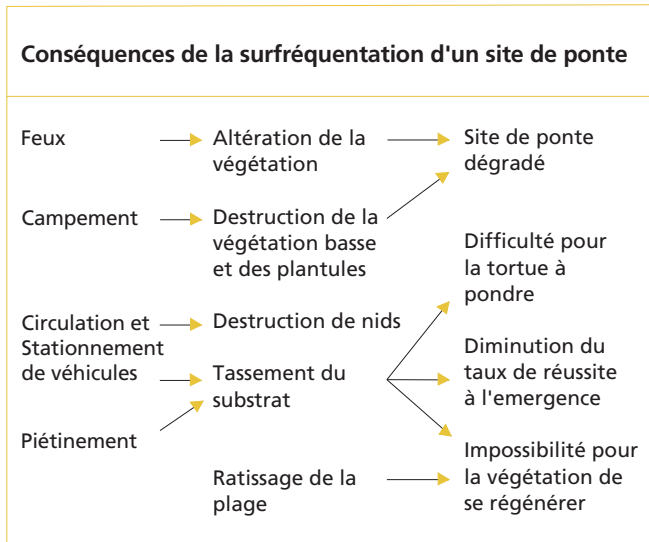 Conséquences de la surfréquentation d'un site de ponte
Feux
Altération de la
végétation
Site de ponte
dégradé
Campement
Destruction de la
végétation basse
et des plantules
Difficulté pour
la tortue à
pondre
Circulation et
Stationnement
de véhicules
Destruction de nids
Tassement du
substrat
Diminution du
taux de réussite
à l'emergence
Piétinement
Impossibilité pour
la végétation de
se régénérer
Ratissage de la
plage